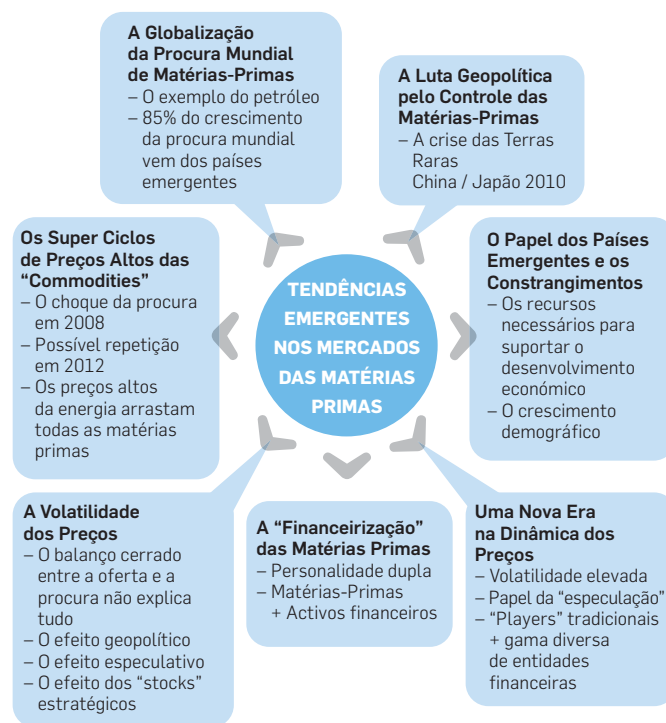 A Globalização
da Procura Mundial
de Matérias-Primas
– O exemplo do petróleo
– 85% do crescimento
da procura mundial
vem dos países
emergentes
A Luta Geopolítica
pelo Controle das
Matérias-Primas
– A crise das Terras
Raras
China / Japão 2010
Os Super Ciclos
de Preços Altos das
“Commodities”
– O choque da procura
em 2008
– Possível repetição
em 2012
– Os preços altos
da energia arrastam
todas as matérias
primas
TENDÊNCIAS
EMERGENTES
NOS MERCADOS
DAS MATÉRIAS
PRIMAS
O Papel dos Países
Emergentes e os
Constrangimentos
– Os recursos
necessários para
suportar o
desenvolvimento
económico
– O crescimento
demográfico
A Volatilidade
dos Preços
– O balanço cerrado
entre a oferta e a
procura não explica
tudo
– O efeito geopolítico
– O efeito especulativo
– O efeito dos “stocks”
estratégicos
A “Financeirização”
das Matérias Primas
– Personalidade dupla
– Matérias-Primas
+ Activos financeiros
Uma Nova Era
na Dinâmica dos
Preços
– Volatilidade elevada
– Papel da “especulação”
– “Players” tradicionais
+ gama diversa
de entidades
financeiras